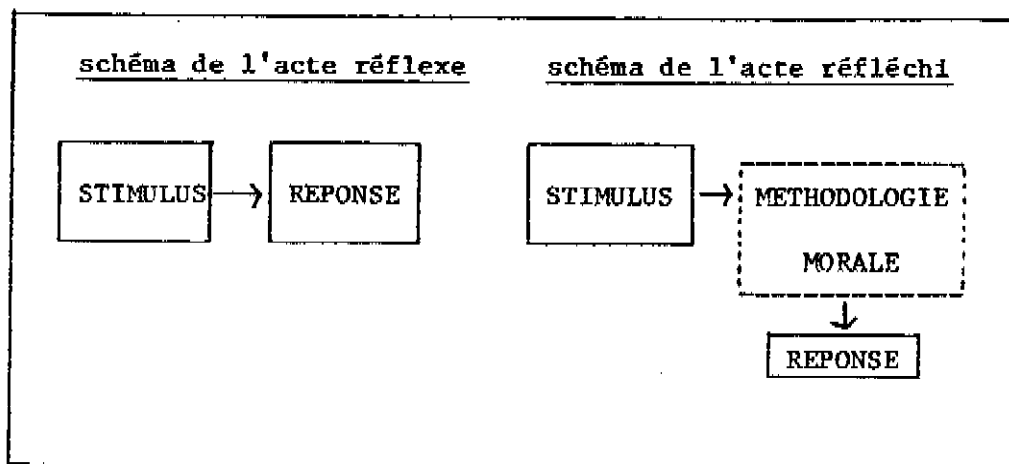 schéma de l'acte réflexe
STIMULUS
REPONSE
schéma de l'acte réfléchi
STIMULUS
METHODOLOGIE
MORALE
REPONSE